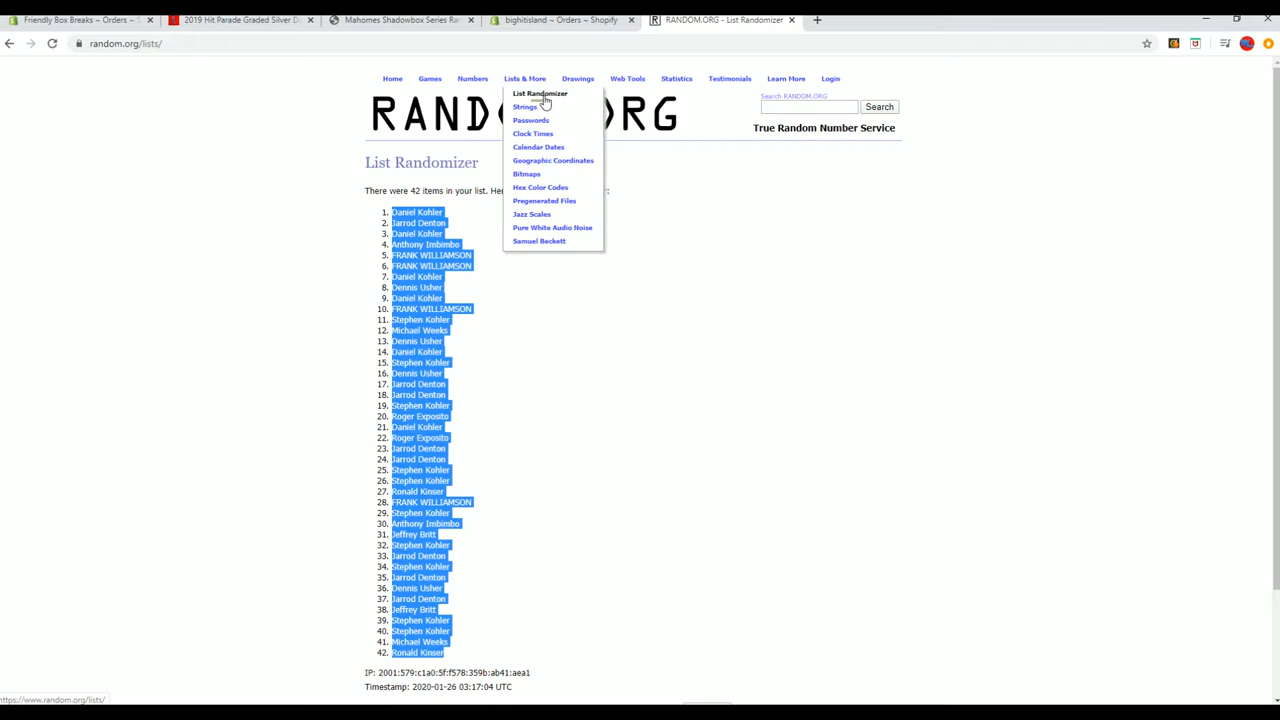 Friendly Box Breaks ~ Orders ~ S
2019 Hit Parade Graded Silver D
Mahomes Shadowbox Series Ra
bighitisland ~ Orders ~ Shopify
RANDOM.ORG - List Randomizer
random.org/lists/
Home Games Numbers Lists & More Drawings Web Tools Statistics Testimonials Learn More Login
List Randomizer
Strings
Passwords
Clock Times
Calendar Dates
Geographic Coordinates
Bitmaps
Hex Color Codes
Pregenerated Files
Jazz Scales
Pure White Audio Noise
Samuel Beckett
RAND RG
Search RANDOM.ORG
Search
True Random Number Service
List Randomizer
There were 42 items in your list. He
1. Daniel Kohler
2. Jarrod Denton
3. Daniel Kohler
4. Anthony Imbimbo
5. FRANK WILLIAMSON
6. FRANK WILLIAMSON
7. Daniel Kohler
8. Dennis Usher
9. Daniel Kohler
10. FRANK WILLIAMSON
11. Stephen Kohler
12. Michael Weeks
13. Dennis Usher
14. Daniel Kohler
15. Stephen Kohler
16. Dennis Usher
17. Jarrod Denton
18. Jarrod Denton
19. Stephen Kohler
20. Roger Exposito
21. Daniel Kohler
22. Roger Exposito
23. Jarrod Denton
24. Jarrod Denton
25. Stephen Kohler
26. Stephen Kohler
27. Ronald Kinser
28. FRANK WILLIAMSON
29. Stephen Kohler
30. Anthony Imbimbo
31. Jeffrey Britt
32. Stephen Kohler
33. Jarrod Denton
34. Stephen Kohler
35. Jarrod Denton
36. Dennis Usher
37. Jarrod Denton
38. Jeffrey Britt
39. Stephen Kohler
40. Stephen Kohler
41. Michael Weeks
42. Ronald Kinser
IP: 2001:579:c1a0:5f:f578:359b:ab41:aea1
Timestamp: 2020-01-26 03:17:04 UTC
https://www.random.org/lists/